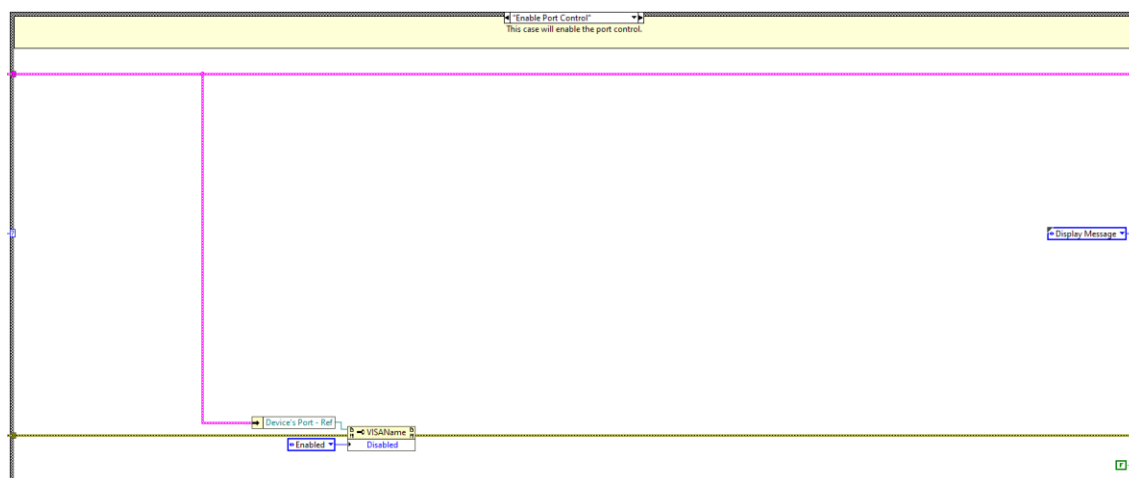 "Enable Port Control"
This case will enable the port control.
Display Message
Device's Port - Ref
VISAName
Enabled
Disabled
F